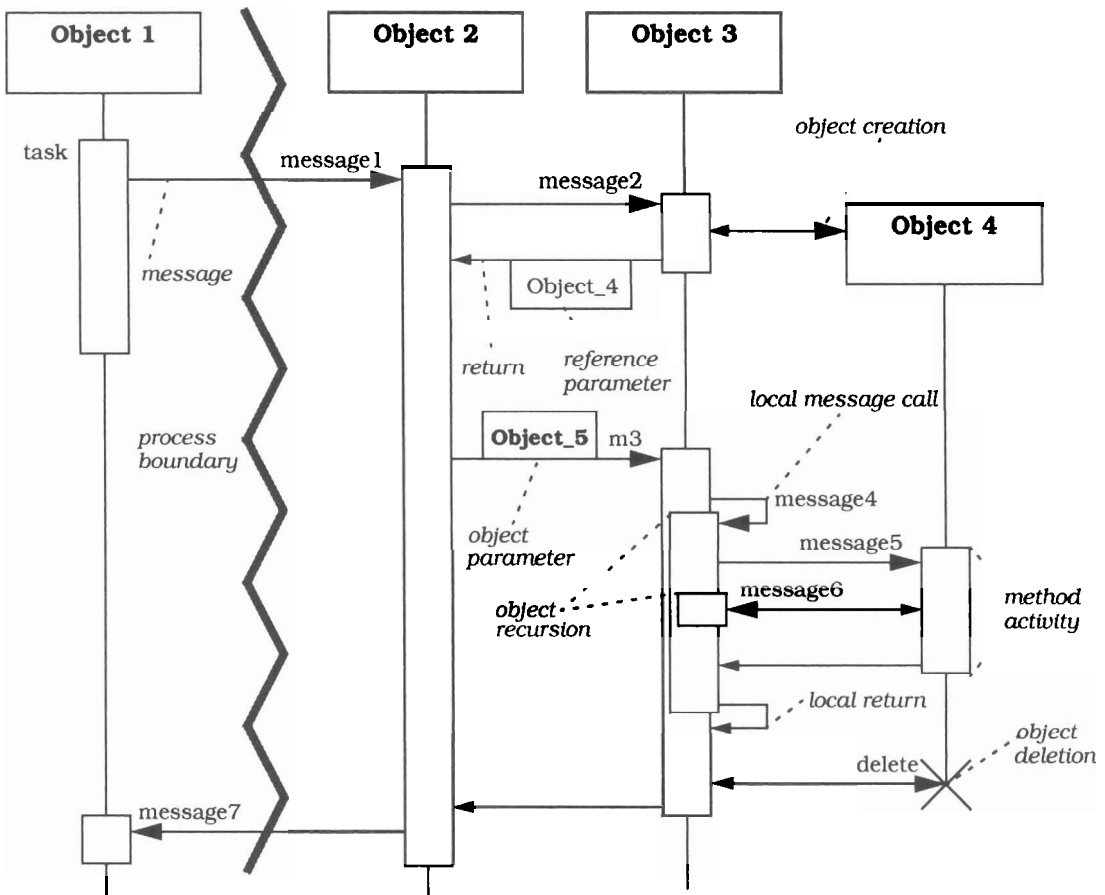 Object 1
Object 2
Object 3
object creation
task
message1
message2
Object 4
message
Object_4
return
reference
parameter
local message call
process
boundary
Object_5
m3
message4
object
parameter
message5
message6
method
activity
object
recursion
local return
object
deletion
delete
message7